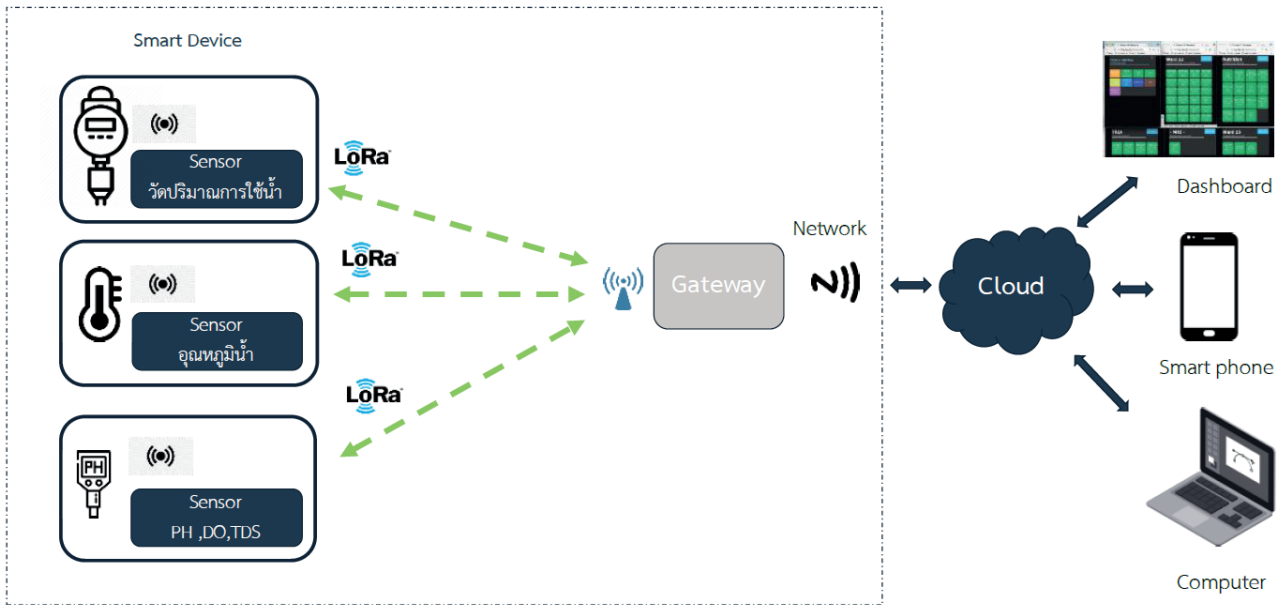 Smart Device
Sensor
วัดปริมาณการใช้น้ำ
LoRa
Sensor
อุณหภูมิน้ำ
LoRa
PH
Sensor
PH ,DO,TDS
LoRa
Gateway
Network
Cloud
Dashboard
Smart phone
Computer